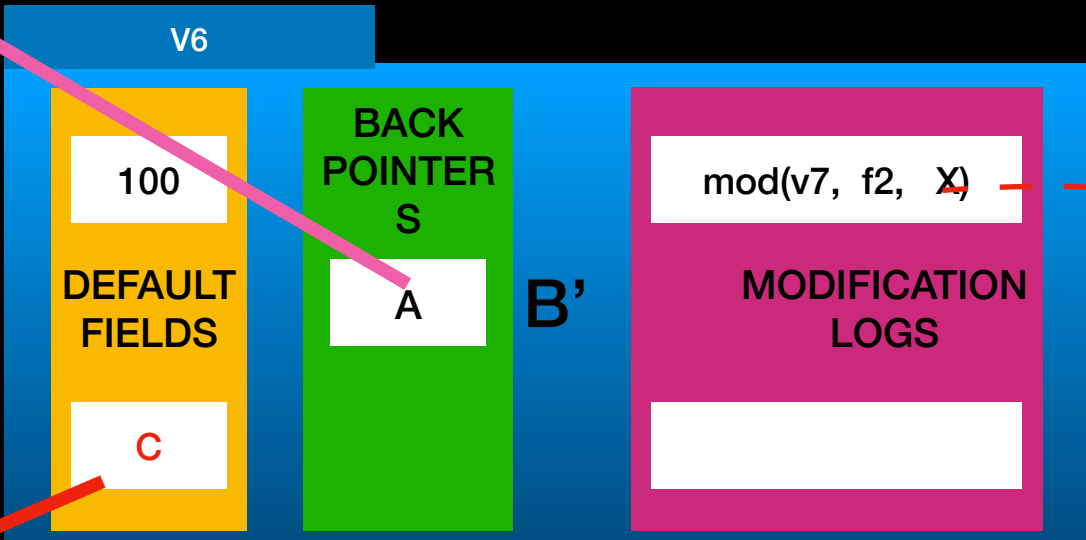 V6
100
DEFAULT
FIELDS
C
BACK
POINTER
S
A
B’
mod(v7, f2, X)
MODIFICATION
LOGS